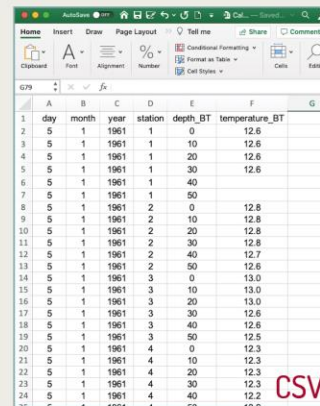 AutoSave OFF Cal... — Saved...
Home Insert Draw Page Layout Tell me Share Comment
Clipboard Font Alignment Number Conditional Formatting Cells
Format as Table
Cell Styles
G79 fx
A B C D E F G
1 day month year station depth_BT temperature_BT
2 5 1 1961 1 0 12.6
3 5 1 1961 1 10 12.6
4 5 1 1961 1 20 12.6
5 5 1 1961 1 30 12.6
6 5 1 1961 1 40
7 5 1 1961 1 50
8 5 1 1961 2 0 12.8
9 5 1 1961 2 10 12.8
10 5 1 1961 2 20 12.8
11 5 1 1961 2 30 12.8
12 5 1 1961 2 40 12.7
13 5 1 1961 2 50 12.6
14 5 1 1961 3 0 13.0
15 5 1 1961 3 10 13.0
16 5 1 1961 3 20 13.0
17 5 1 1961 3 30 12.6
18 5 1 1961 3 40 12.6
19 5 1 1961 3 50 12.5
20 5 1 1961 4 0 12.3
21 5 1 1961 4 10 12.3
22 5 1 1961 4 20 12.3
23 5 1 1961 4 30 12.3
24 5 1 1961 4 40 12.2
CSV